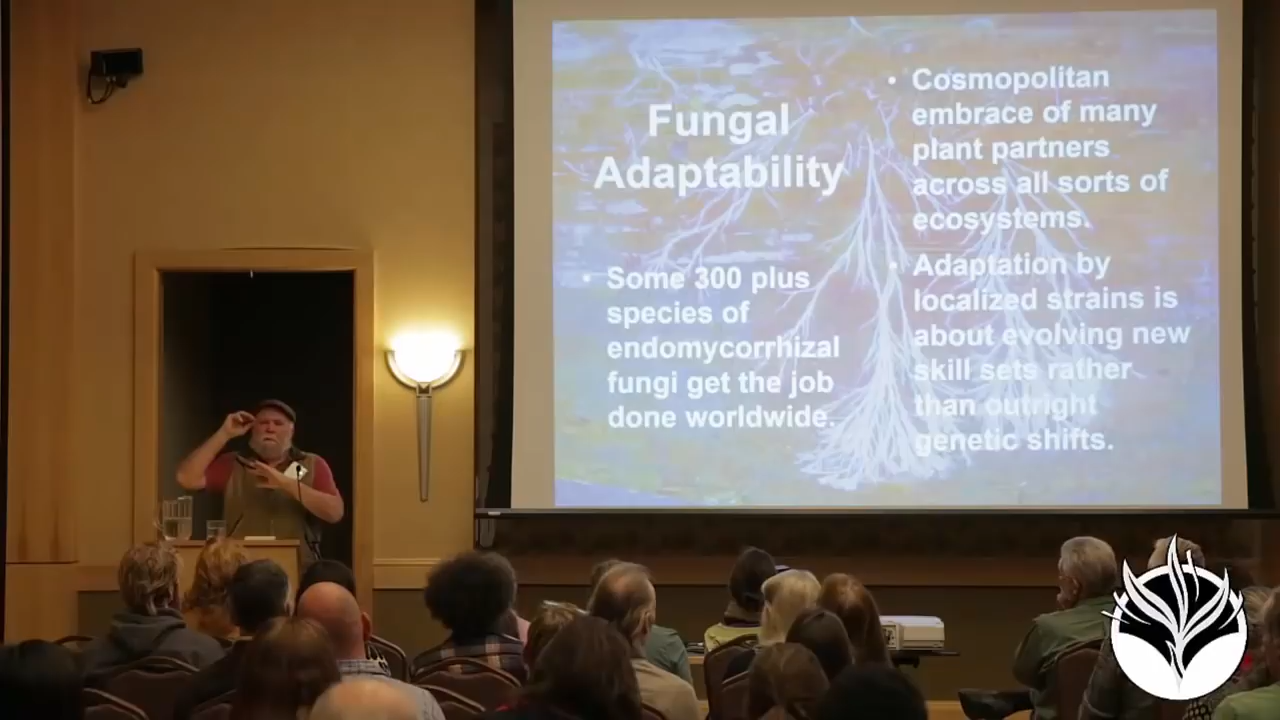 Fungal
Adaptability
• Some 300 plus
species of
endomycorrhizal
fungi get the job
done worldwide.
• Cosmopolitan
embrace of many
plant partners
across all sorts of
ecosystems.
• Adaptation by
localized strains is
about evolving new
skill sets rather
than outright
genetic shifts.